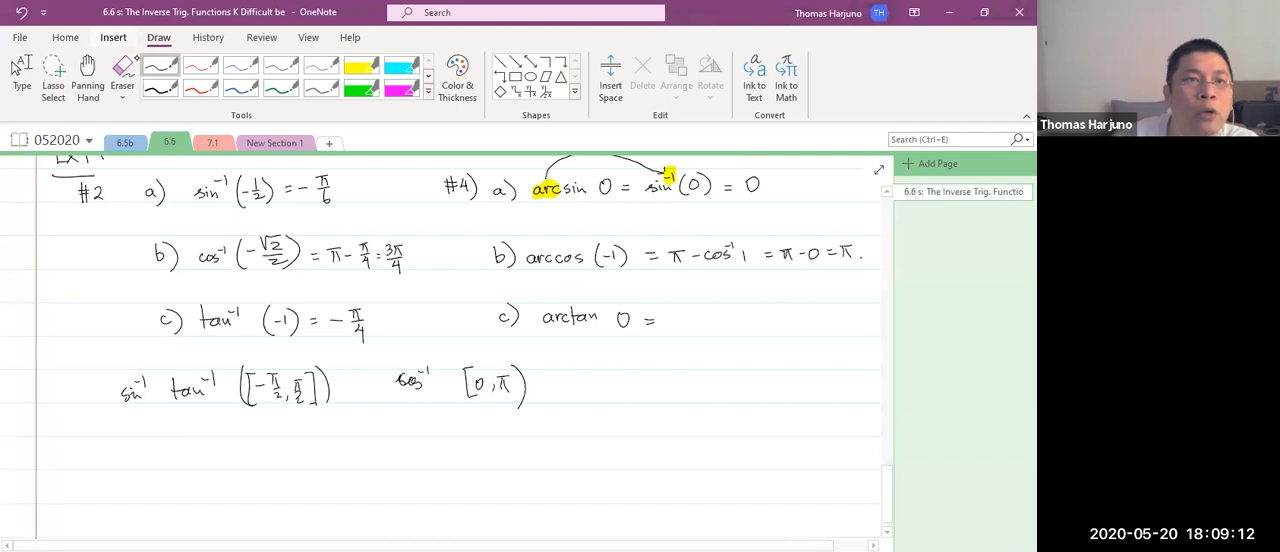 6.6 s: The Inverse Trig. Functions K Difficult be - OneNote
Search
Thomas Harjuno
TH
File Home Insert Draw History Review View Help
Type
Lasso Select
Panning Hand
Eraser
Color & Thickness
Insert Space
Delete
Arrange
Rotate
Ink to Text
Ink to Math
Tools
Shapes
Edit
Convert
052020 6.5b 6.6 7.1 New Section 1
Search (Ctrl+E)
Thomas Harjuno
Add Page
6.6 s: The Inverse Trig. Functio
#2 a) sin⁻¹ (-1/2) = -π/6
b) cos⁻¹ (-√2/2) = π - π/4 = 3π/4
c) tan⁻¹ (-1) = -π/4
sin⁻¹ tan⁻¹ ([-π/2, π/2]) cos⁻¹ [0, π)
#4) a) arcsin 0 = sin⁻¹(0) = 0
b) arccos (-1) = π - cos⁻¹ 1 = π - 0 = π.
c) arctan 0 =
2020-05-20 18:09:12